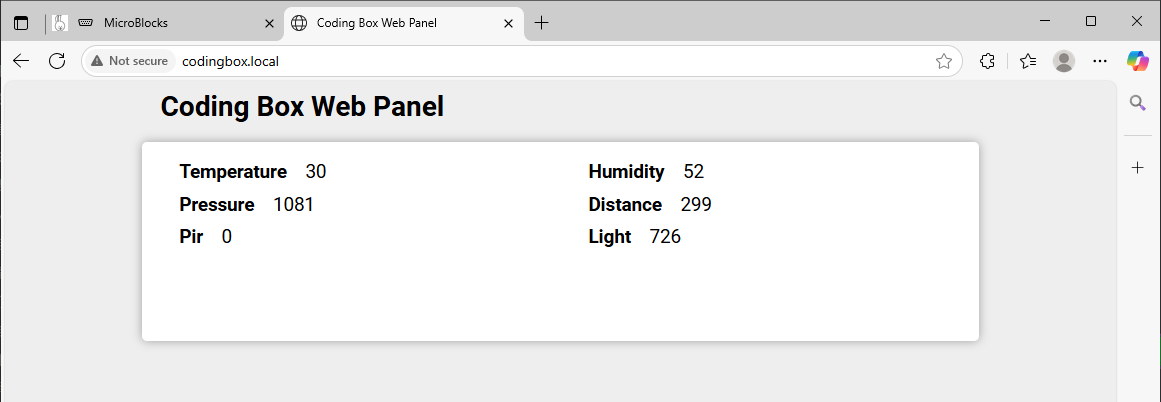 MicroBlocks
Coding Box Web Panel
Not secure codingbox.local
Coding Box Web Panel
Temperature 30 Humidity 52
Pressure 1081 Distance 299
Pir 0 Light 726